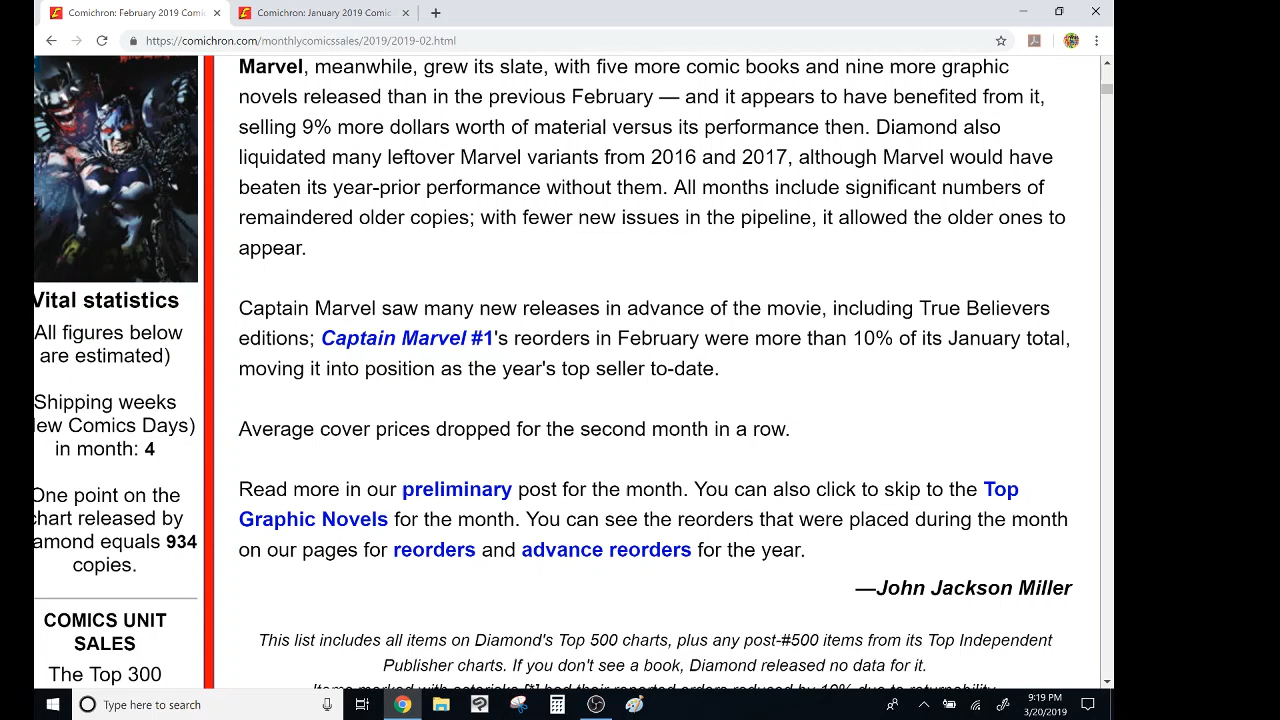 Comichron: February 2019 Comic
Comichron: January 2019 Comic
https://comichron.com/monthlycomicssales/2019/2019-02.html
Marvel, meanwhile, grew its slate, with five more comic books and nine more graphic
novels released than in the previous February — and it appears to have benefited from it,
selling 9% more dollars worth of material versus its performance then. Diamond also
liquidated many leftover Marvel variants from 2016 and 2017, although Marvel would have
beaten its year-prior performance without them. All months include significant numbers of
remaindered older copies; with fewer new issues in the pipeline, it allowed the older ones to
appear.
Captain Marvel saw many new releases in advance of the movie, including True Believers
editions; Captain Marvel #1's reorders in February were more than 10% of its January total,
moving it into position as the year's top seller to-date.
Average cover prices dropped for the second month in a row.
Read more in our preliminary post for the month. You can also click to skip to the Top
Graphic Novels for the month. You can see the reorders that were placed during the month
on our pages for reorders and advance reorders for the year.
—John Jackson Miller
This list includes all items on Diamond's Top 500 charts, plus any post-#500 items from its Top Independent
Publisher charts. If you don't see a book, Diamond released no data for it.
Items marked with asterisks [*] had their reported orders reduced by 10% due to returnability
Vital statistics
All figures below
are estimated)
Shipping weeks
ew Comics Days)
in month: 4
One point on the
chart released by
amond equals 934
copies.
COMICS UNIT
SALES
The Top 300
Type here to search
9:19 PM
3/20/2019